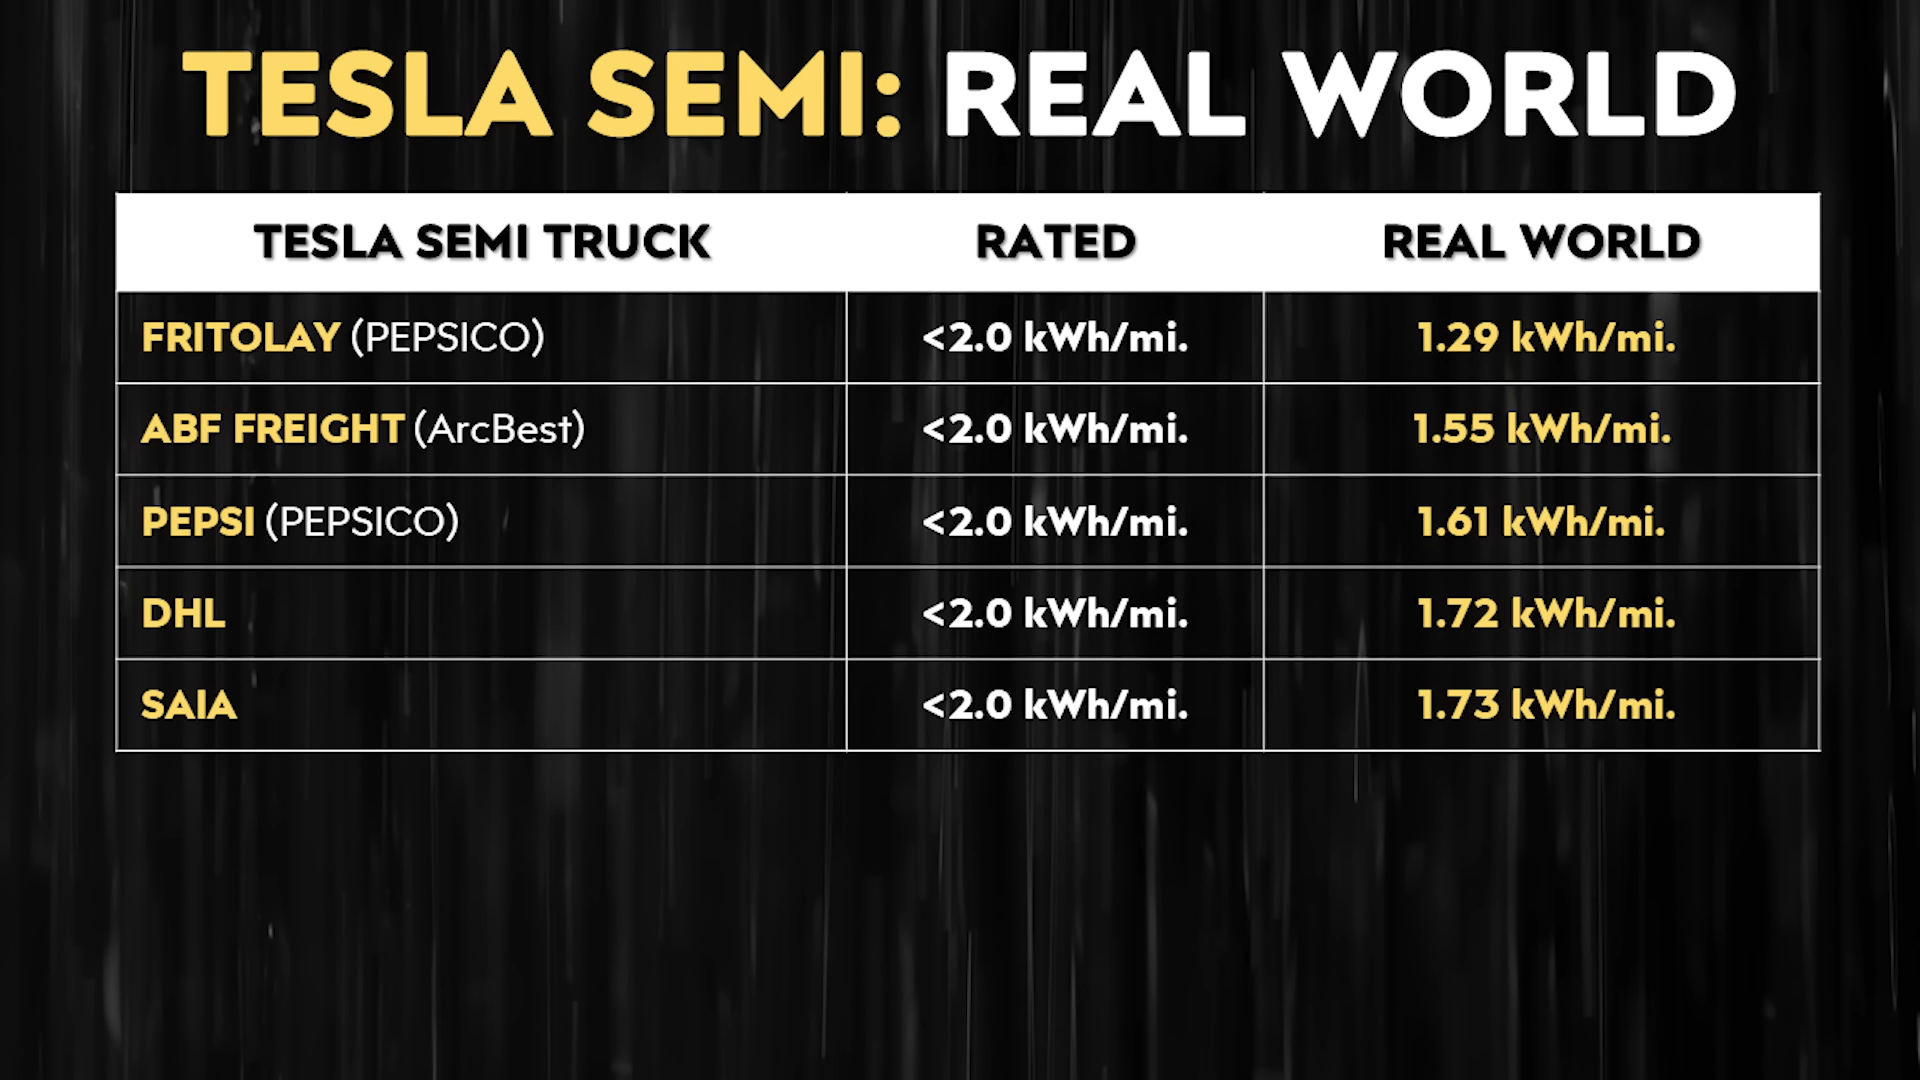 TESLA SEMI: REAL WORLD
TESLA SEMI TRUCK RATED REAL WORLD
FRITOLAY (PEPSICO) <2.0 kWh/mi. 1.29 kWh/mi.
ABF FREIGHT (ArcBest) <2.0 kWh/mi. 1.55 kWh/mi.
PEPSI (PEPSICO) <2.0 kWh/mi. 1.61 kWh/mi.
DHL <2.0 kWh/mi. 1.72 kWh/mi.
SAIA <2.0 kWh/mi. 1.73 kWh/mi.